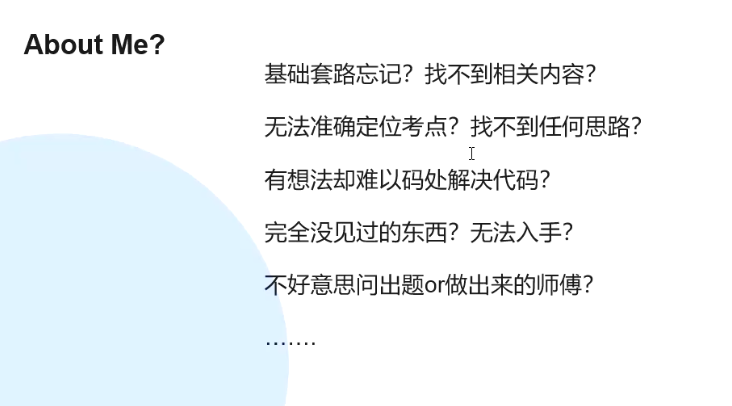 About Me?
基础套路忘记？找不到相关内容？
无法准确定位考点？找不到任何思路？
有想法却难以码处解决代码？
完全没见过的东西？无法入手？
不好意思问出题or做出来的师傅？
.......